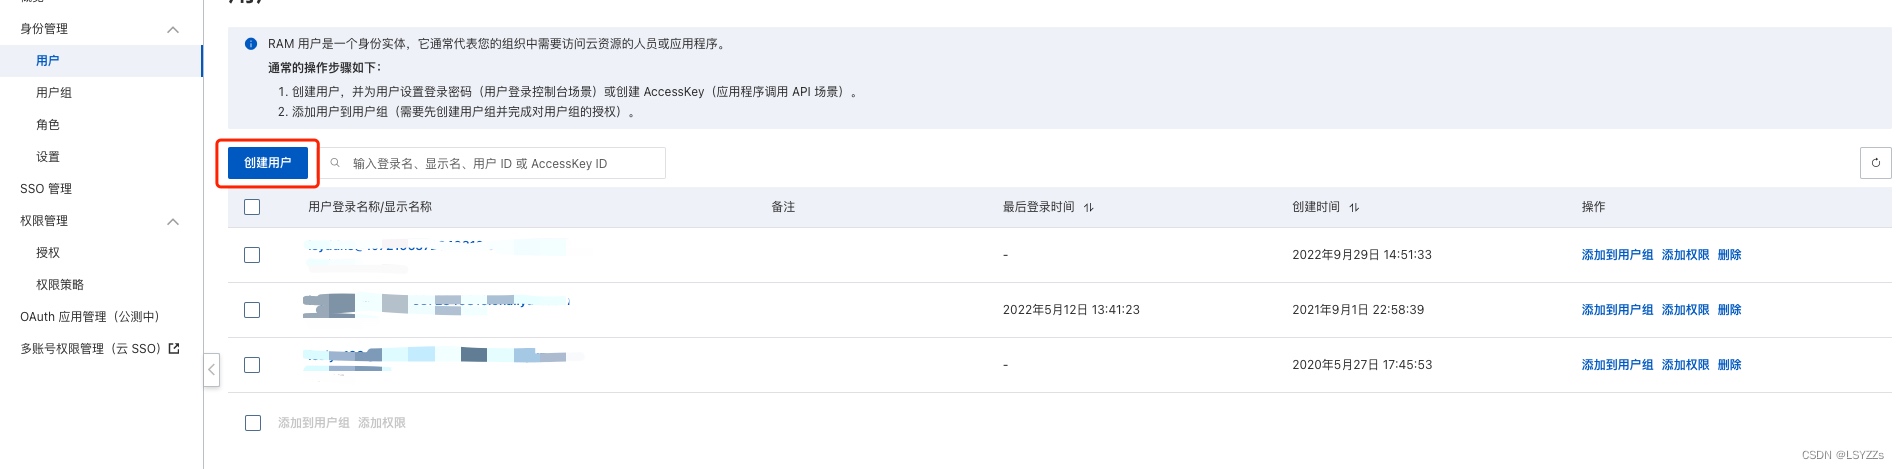 身份管理
用户
用户组
角色
设置
SSO 管理
权限管理
授权
权限策略
OAuth 应用管理（公测中）
多账号权限管理（云 SSO）
RAM 用户是一个身份实体，它通常代表您的组织中需要访问云资源的人员或应用程序。
通常的操作步骤如下：
1. 创建用户，并为用户设置登录密码（用户登录控制台场景）或创建 AccessKey（应用程序调用 API 场景）。
2. 添加用户到用户组（需要先创建用户组并完成对用户组的授权）。
创建用户 输入登录名、显示名、用户 ID 或 AccessKey ID
用户登录名称/显示名称 备注 最后登录时间 创建时间 操作
- 2022年9月29日 14:51:33 添加到用户组 添加权限 删除
2022年5月12日 13:41:23 2021年9月1日 22:58:39 添加到用户组 添加权限 删除
- 2020年5月27日 17:45:53 添加到用户组 添加权限 删除
添加到用户组 添加权限
CSDN @LSYZZs